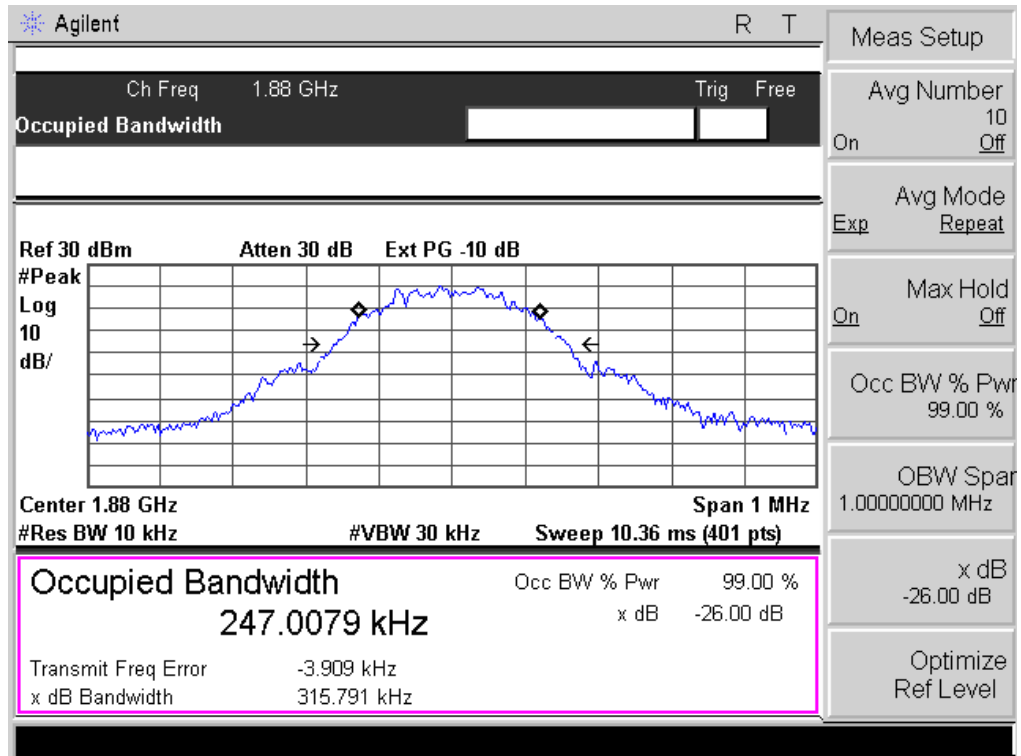 Agilent R T
Ch Freq 1.88 GHz Trig Free
Occupied Bandwidth
Ref 30 dBm Atten 30 dB Ext PG -10 dB
#Peak
Log
10
dB/
Center 1.88 GHz Span 1 MHz
#Res BW 10 kHz #VBW 30 kHz Sweep 10.36 ms (401 pts)
Occupied Bandwidth
247.0079 kHz
Occ BW % Pwr 99.00 %
x dB -26.00 dB
Transmit Freq Error -3.909 kHz
x dB Bandwidth 315.791 kHz
Meas Setup
Avg Number
10
On Off
Avg Mode
Exp Repeat
Max Hold
On Off
Occ BW % Pwr
99.00 %
OBW Span
1.00000000 MHz
x dB
-26.00 dB
Optimize
Ref Level